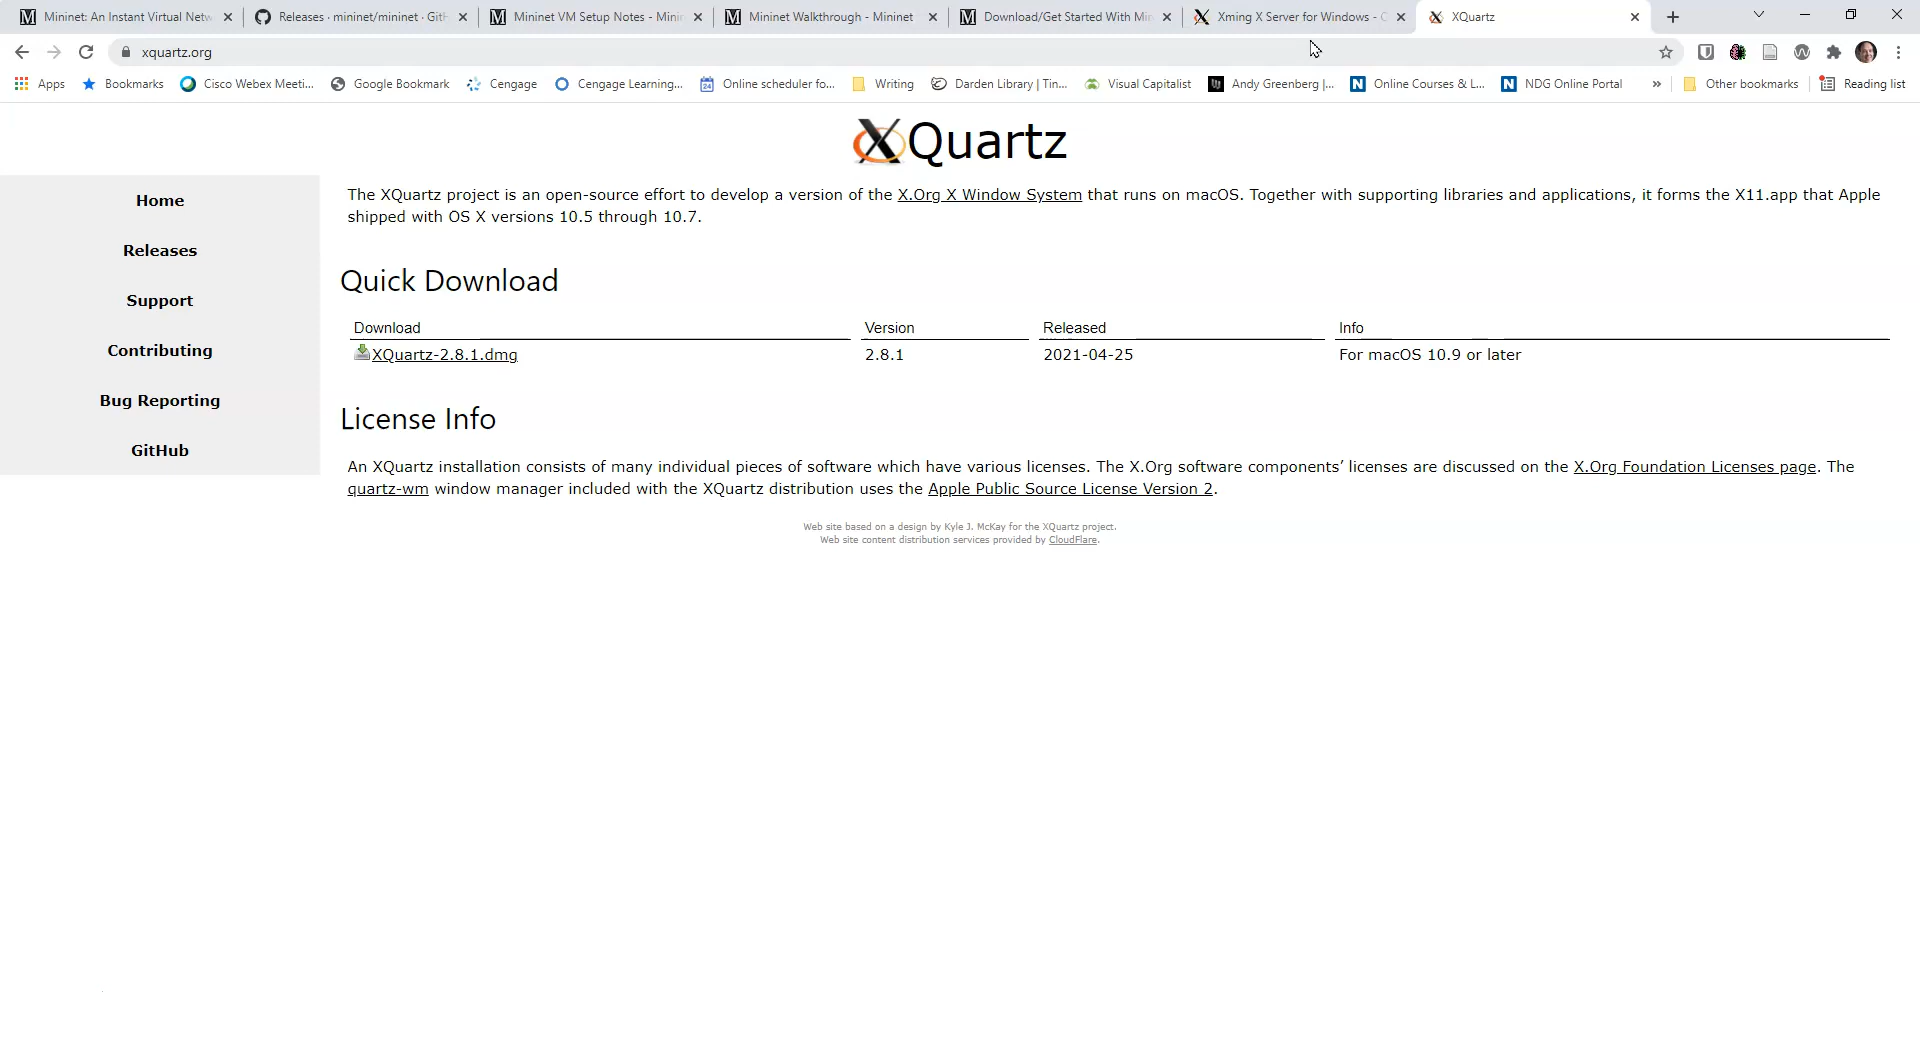 Mininet: An Instant Virtual Netw
Releases · mininet/mininet · GitH
Mininet VM Setup Notes - Mini
Mininet Walkthrough - Mininet
Download/Get Started With Min
Xming X Server for Windows - O
XQuartz
xquartz.org
Apps
Bookmarks
Cisco Webex Meeti...
Google Bookmark
Cengage
Cengage Learning,...
Online scheduler fo...
Writing
Darden Library | Tin...
Visual Capitalist
Andy Greenberg |...
Online Courses & L...
NDG Online Portal
»
Other bookmarks
Reading list
XQuartz
Home
Releases
Support
Contributing
Bug Reporting
GitHub
The XQuartz project is an open-source effort to develop a version of the X.Org X Window System that runs on macOS. Together with supporting libraries and applications, it forms the X11.app that Apple
shipped with OS X versions 10.5 through 10.7.
Quick Download
Download Version Released Info
XQuartz-2.8.1.dmg 2.8.1 2021-04-25 For macOS 10.9 or later
License Info
An XQuartz installation consists of many individual pieces of software which have various licenses. The X.Org software components’ licenses are discussed on the X.Org Foundation Licenses page. The
quartz-wm window manager included with the XQuartz distribution uses the Apple Public Source License Version 2.
Web site based on a design by Kyle J. McKay for the XQuartz project.
Web site content distribution services provided by CloudFlare.